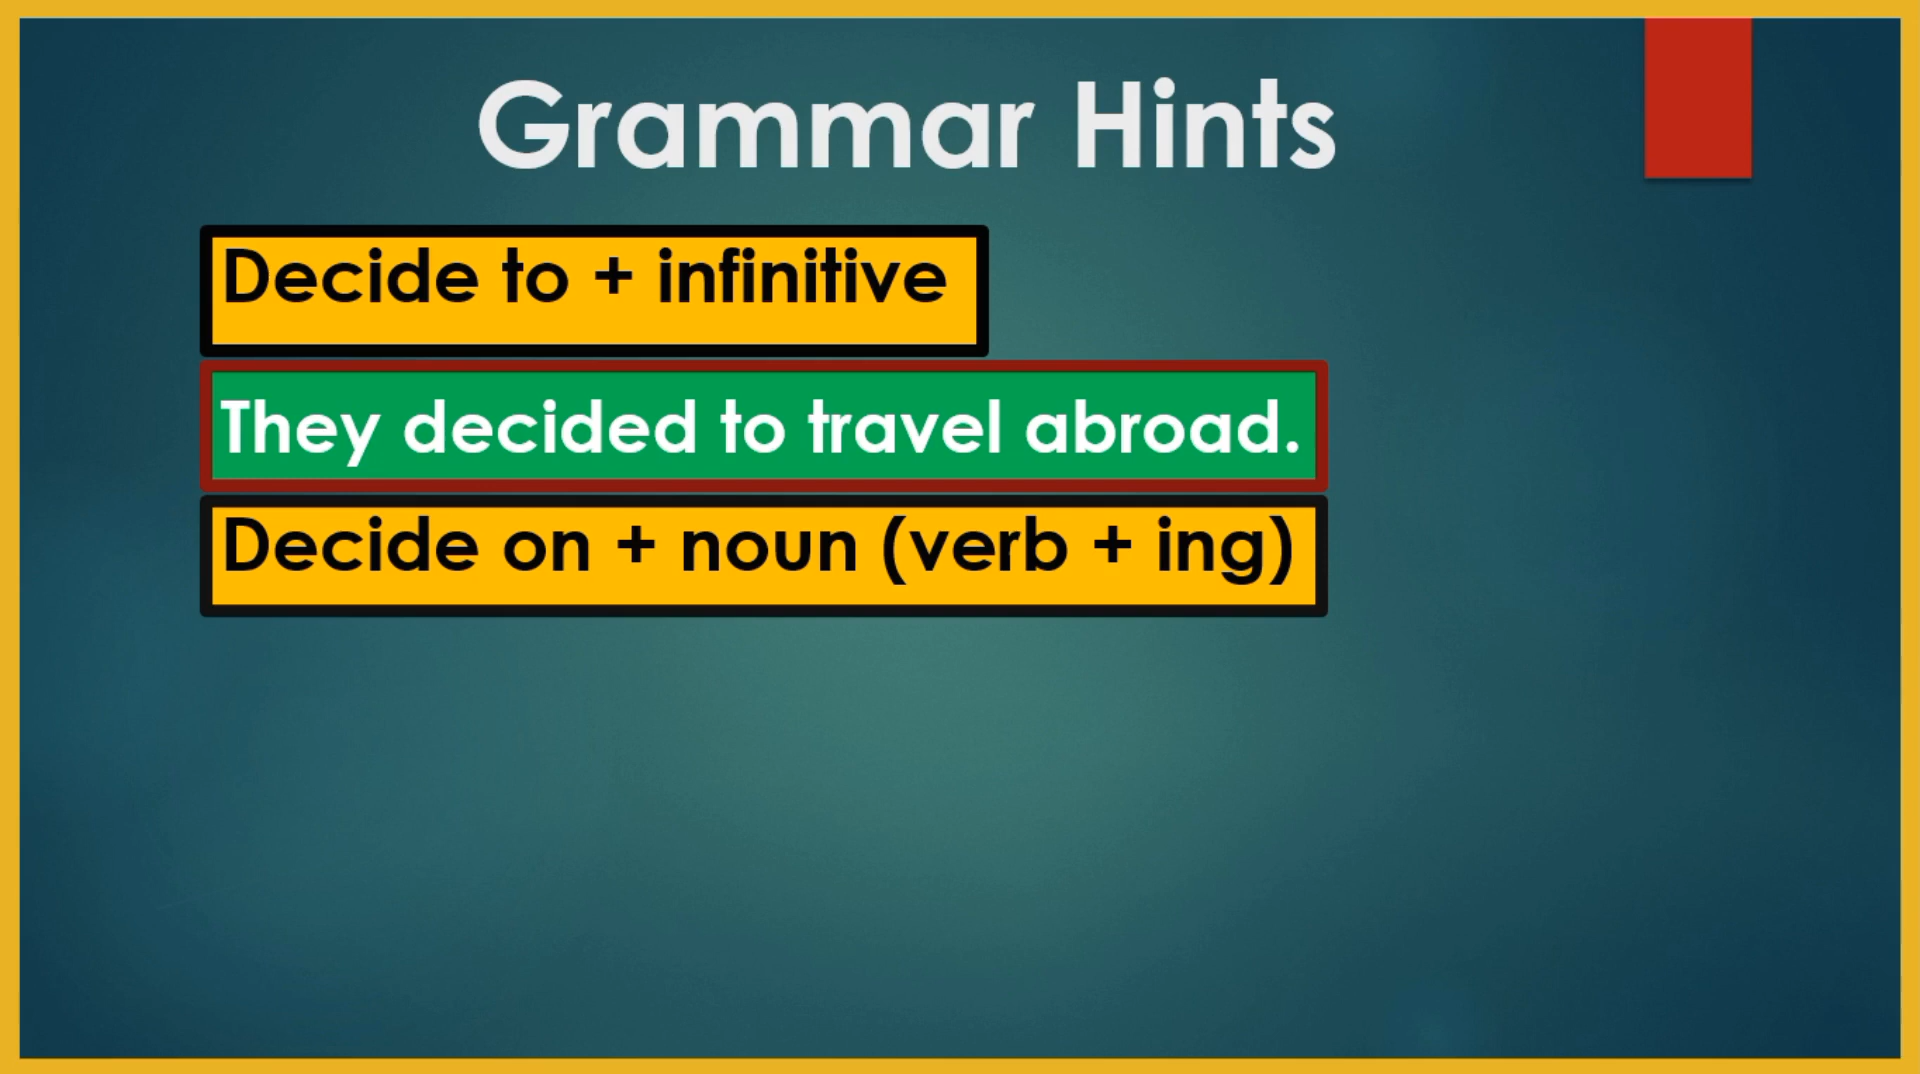 Grammar Hints
Decide to + infinitive
They decided to travel abroad.
Decide on + noun (verb + ing)